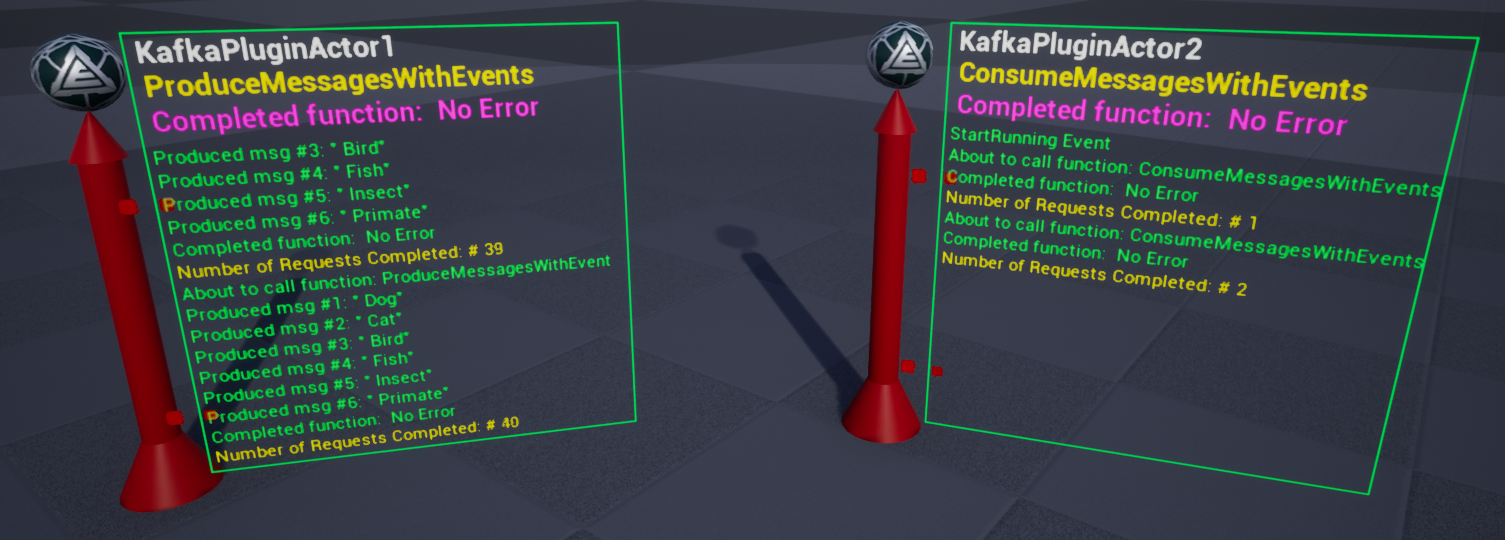 KafkaPluginActor1
ProduceMessagesWithEvents
Completed function: No Error
Produced msg #3: " Bird"
Produced msg #4: " Fish"
Produced msg #5: " Insect"
Produced msg #6: " Primate"
Completed function: No Error
Number of Requests Completed: # 39
About to call function: ProduceMessagesWithEvent
Produced msg #1: " Dog"
Produced msg #2: " Cat"
Produced msg #3: " Bird"
Produced msg #4: " Fish"
Produced msg #5: " Insect"
Produced msg #6: " Primate"
Completed function: No Error
Number of Requests Completed: # 40
KafkaPluginActor2
ConsumeMessagesWithEvents
Completed function: No Error
StartRunning Event
About to call function: ConsumeMessagesWithEvents
Completed function: No Error
Number of Requests Completed: # 1
About to call function: ConsumeMessagesWithEvents
Completed function: No Error
Number of Requests Completed: # 2